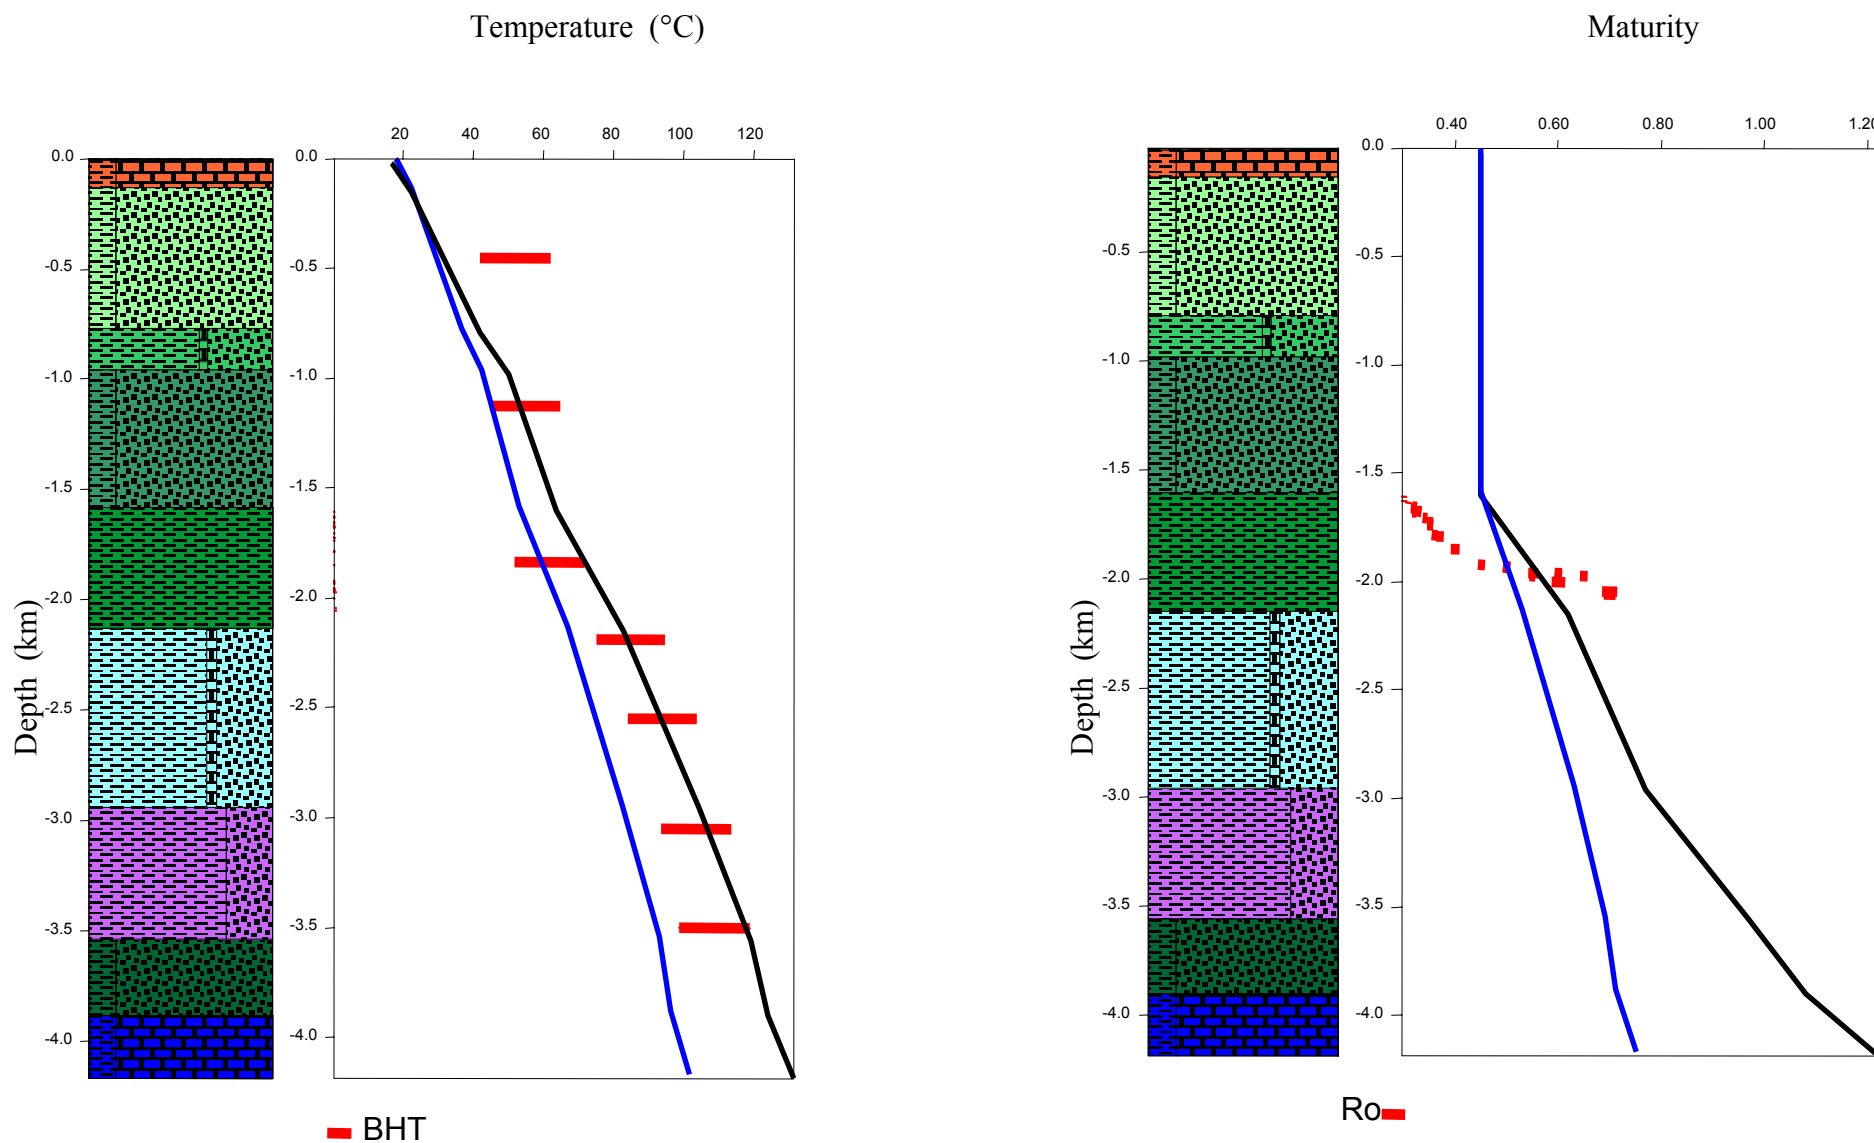 Temperature (°C)
Maturity
20 40 60 80 100 120
0.40 0.60 0.80 1.00 1.20
0.0 0.0 0.0
-0.5 -0.5 -0.5 -0.5
-1.0 -1.0 -1.0 -1.0
-1.5 -1.5 -1.5 -1.5
-2.0 -2.0 -2.0 -2.0
-2.5 -2.5 -2.5 -2.5
-3.0 -3.0 -3.0 -3.0
-3.5 -3.5 -3.5 -3.5
-4.0 -4.0 -4.0 -4.0
Depth (km)
Depth (km)
BHT
Ro